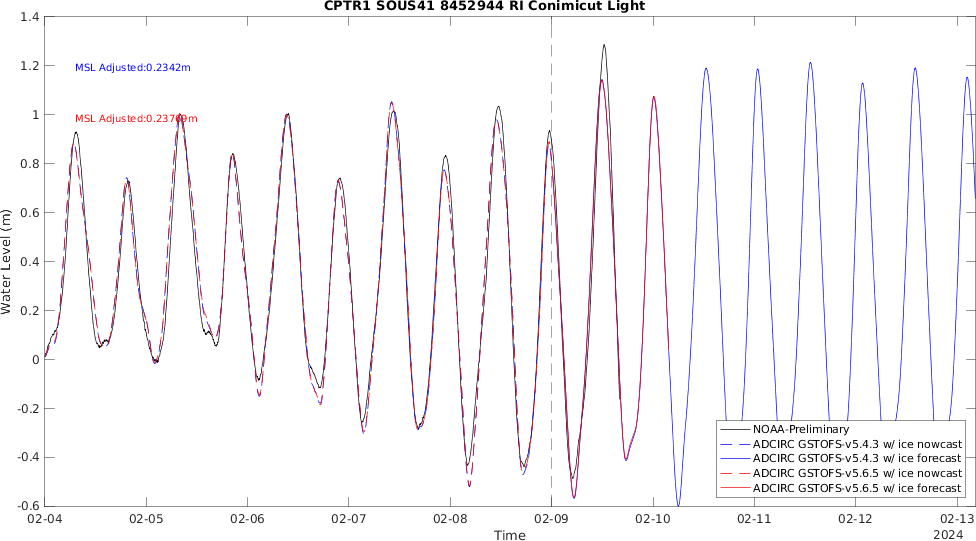 CPTR1 SOUS41 8452944 RI Conimicut Light
1.4
1.2
1
0.8
0.6
0.4
0.2
0
-0.2
-0.4
-0.6
Water Level (m)
MSL Adjusted:0.2342m
MSL Adjusted:0.23769m
NOAA-Preliminary
ADCIRC GSTOFS-v5.4.3 w/ ice nowcast
ADCIRC GSTOFS-v5.4.3 w/ ice forecast
ADCIRC GSTOFS-v5.6.5 w/ ice nowcast
ADCIRC GSTOFS-v5.6.5 w/ ice forecast
02-04 02-05 02-06 02-07 02-08 02-09 02-10 02-11 02-12 02-13
Time
2024